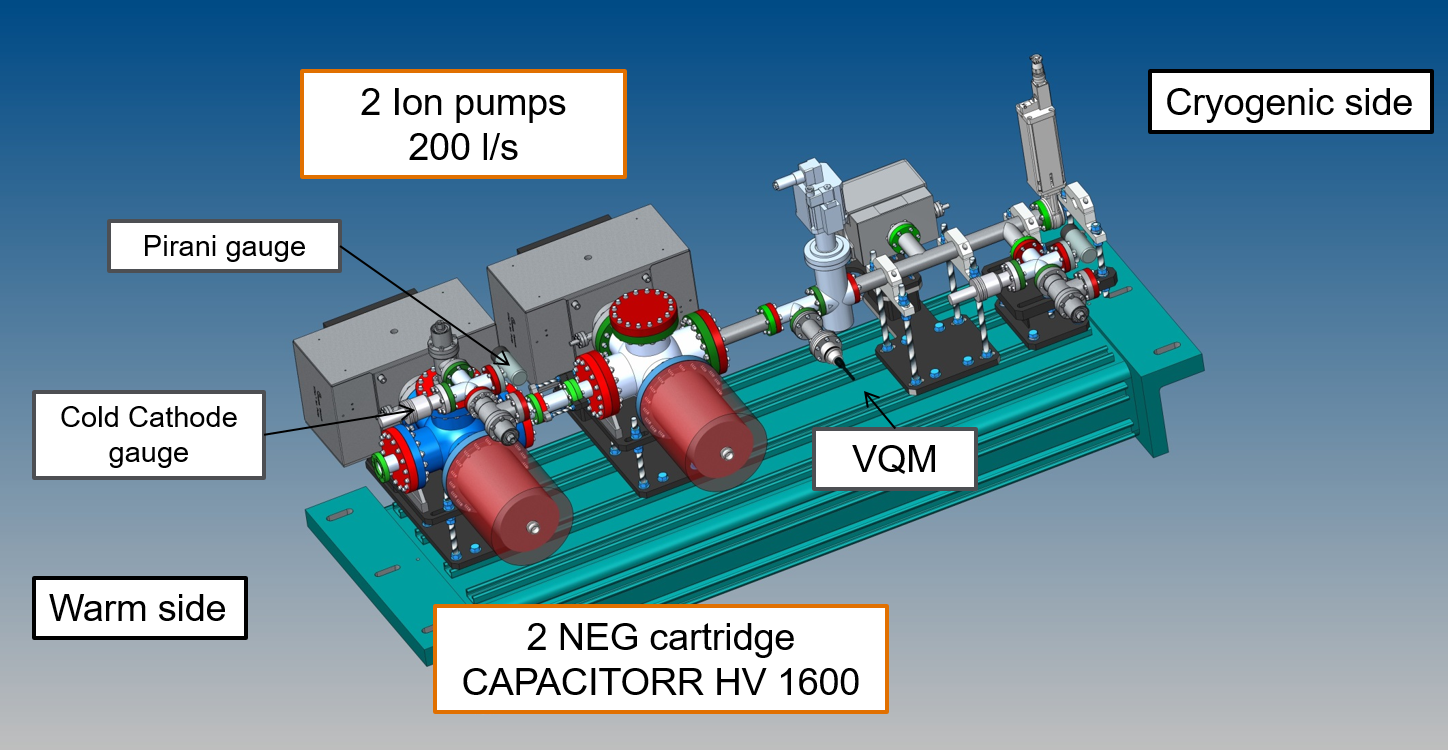 2 Ion pumps
200 l/s
Cryogenic side
Pirani gauge
Cold Cathode
gauge
VQM
Warm side
2 NEG cartridge
CAPACITORR HV 1600